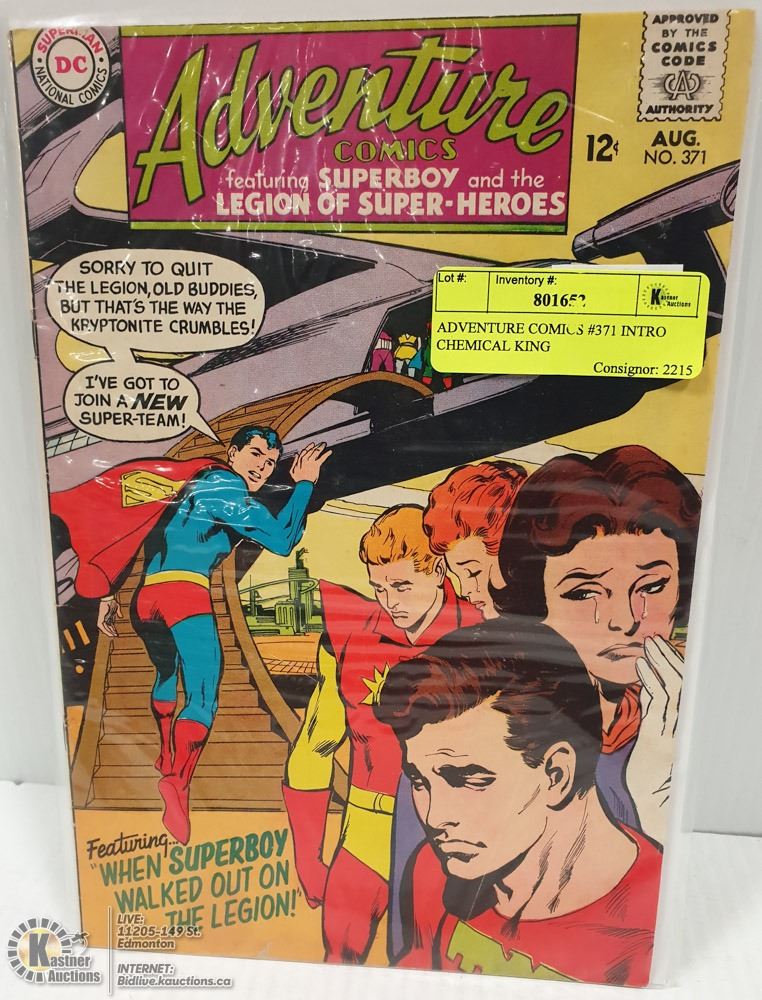 SUPERMAN
DC
NATIONAL COMICS
Adventure
COMICS
featuring SUPERBOY and the
LEGION OF SUPER-HEROES
APPROVED
BY THE
COMICS
CODE
CA
AUTHORITY
12¢
AUG.
NO. 371
SORRY TO QUIT
THE LEGION, OLD BUDDIES,
BUT THAT'S THE WAY THE
KRYPTONITE CRUMBLES!
I'VE GOT TO
JOIN A NEW
SUPER-TEAM!
Lot #:
Inventory #:
Kastner
Auctions
ADVENTURE COMICS #371 INTRO
CHEMICAL KING
Consignor: 2215
Featuring...
"WHEN SUPERBOY
WALKED OUT ON
THE LEGION!"
Kastner
Auctions
LIVE:
11205-149 St.
Edmonton
INTERNET:
Bidlive.kauctions.ca